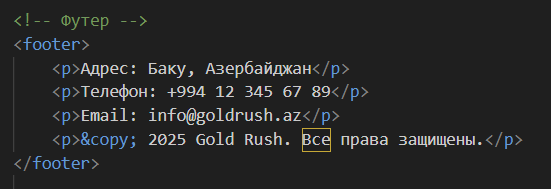 <!-- Футер -->
<footer>
<p>Адрес: Баку, Азербайджан</p>
<p>Телефон: +994 12 345 67 89</p>
<p>Email: info@goldrush.az</p>
<p>&copy; 2025 Gold Rush. Все права защищены.</p>
</footer>